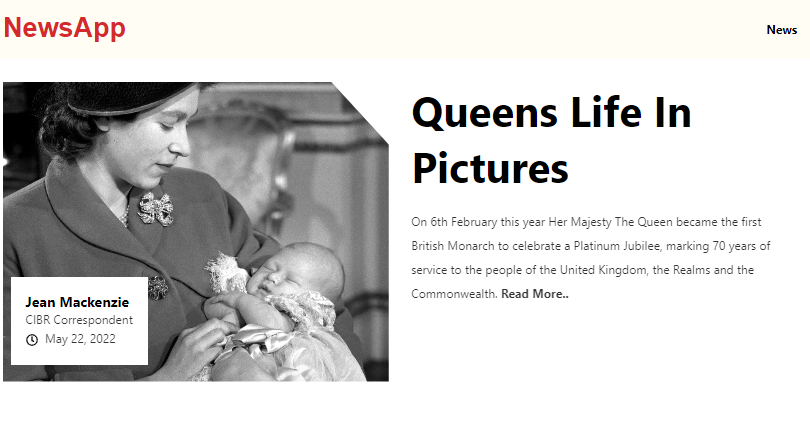 NewsApp
News
Queens Life In
Pictures
On 6th February this year Her Majesty The Queen became the first
British Monarch to celebrate a Platinum Jubilee, marking 70 years of
service to the people of the United Kingdom, the Realms and the
Commonwealth. Read More..
Jean Mackenzie
CIBR Correspondent
May 22, 2022